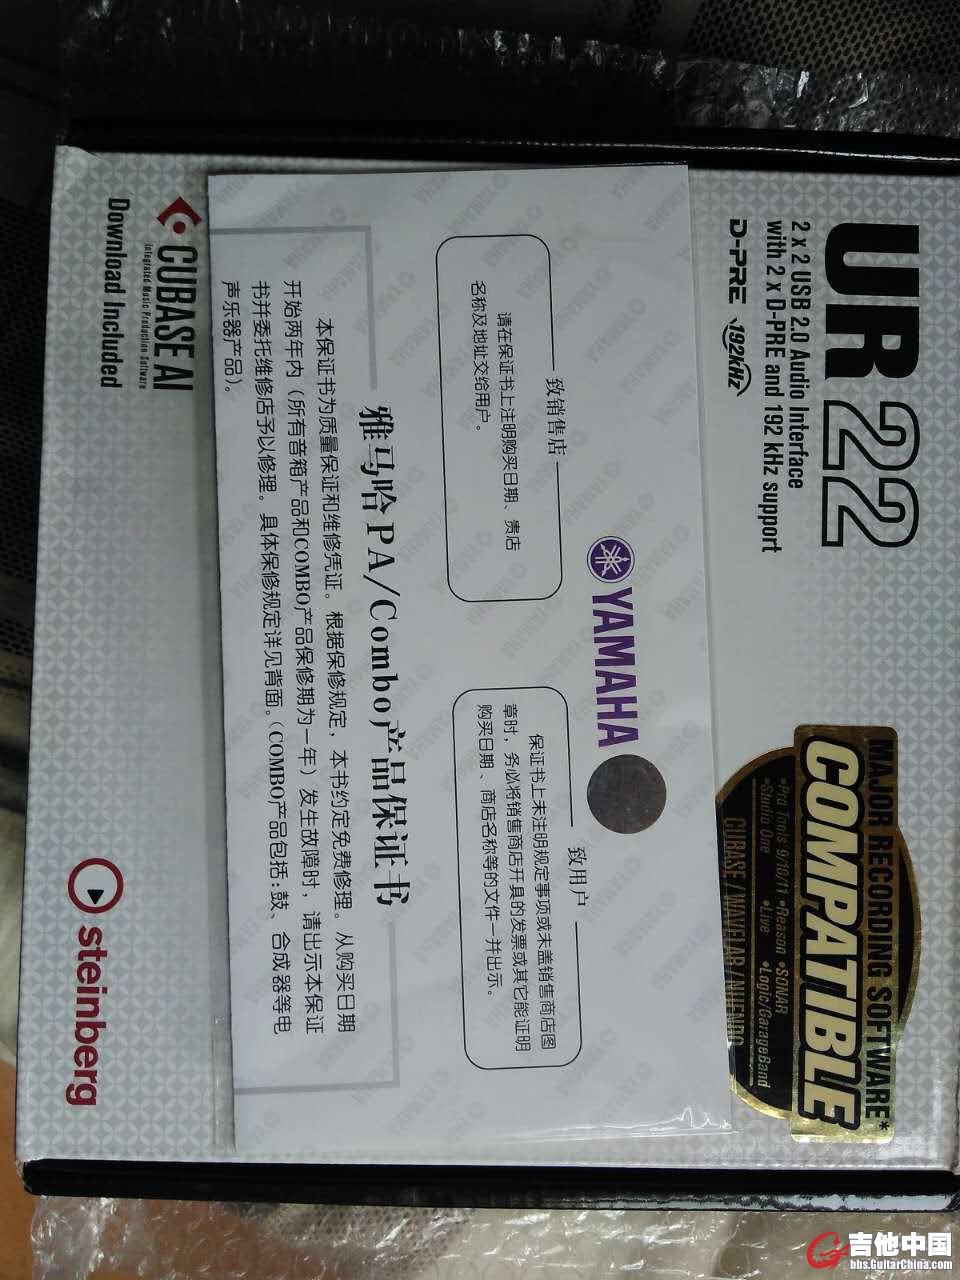 UR22
2 x 2 USB 2.0 Audio Interface
with 2 x D-PRE and 192 kHz support
D-PRE 192kHz
MAJOR RECORDING SOFTWARE*
COMPATIBLE
•Pro Tools 9/10/11 •Reason •SONAR
•Studio One •Live •Logic/GarageBand
CUBASE / WAVELAB / NUENDO
YAMAHA
致销售店
请在保证书上注明购买日期、贵店
名称及地址交给用户。
致用户
保证书上未注明规定事项或未盖销售商店图
章时，务必将销售商店开具的发票或其它能证明
购买日期、商店名称等的文件一并出示。
雅马哈PA/Combo产品保证书
本保证书为质量保证和维修凭证。根据保修规定，本书约定免费修理。从购买日期
开始两年内（所有音箱产品和COMBO产品保修期为一年）发生故障时，请出示本保证
书并委托维修店予以修理。具体保修规定详见背面。（COMBO产品包括：鼓、合成器等电
声乐器产品）。
CUBASE AI
Integrated Music Production Software
Download Included
steinberg
吉他中国
bbs.GuitarChina.com